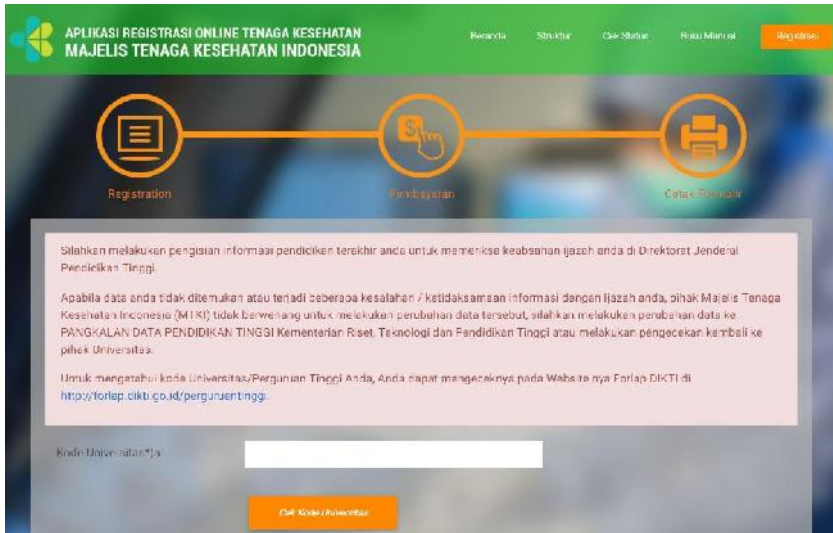 APLIKASI REGISTRASI ONLINE TENAGA KESEHATAN
MAJELIS TENAGA KESEHATAN INDONESIA
Beranda Struktur Cek Status Buku Manual Registrasi
Registration Pembayaran Cetak Formulir
Silahkan melakukan pengisian informasi pendidikan terakhir anda untuk memeriksa keabsahan ijazah anda di Direktorat Jenderal
Pendidikan Tinggi.
Apabila data anda tidak ditemukan atau terjadi beberapa kesalahan / ketidaksamaan informasi dengan Ijazah anda, pihak Majelis Tenaga
Kesehatan Indonesia (MTKI) tidak berwenang untuk melakukan perubahan data tersebut, silahkan melakukan perubahan data ke
PANGKALAN DATA PENDIDIKAN TINGGI Kementerian Riset, Teknologi dan Pendidikan Tinggi atau melakukan pengecekan kembali ke
pihak Universitas.
Untuk mengetahui kode Universitas/Perguruan Tinggi Anda, Anda dapat mengeceknya pada Website nya Forlap DIKTI di
http://forlap.dikti.go.id/perguruantinggi.
Kode Universitas*)a
Cek Kode Universitas